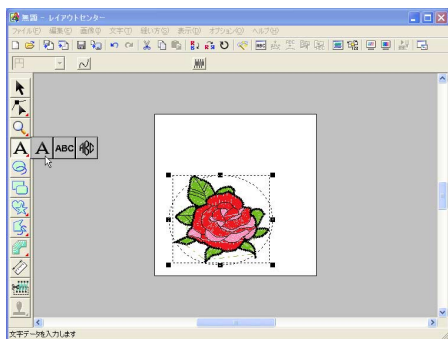 無題 - レイアウトセンター
ファイル(F) 編集(E) 画像(I) 文字(T) 縫い方(S) 表示(D) オプション(O) ヘルプ(H)
ABC
円
A A ABC
文字データを入力します